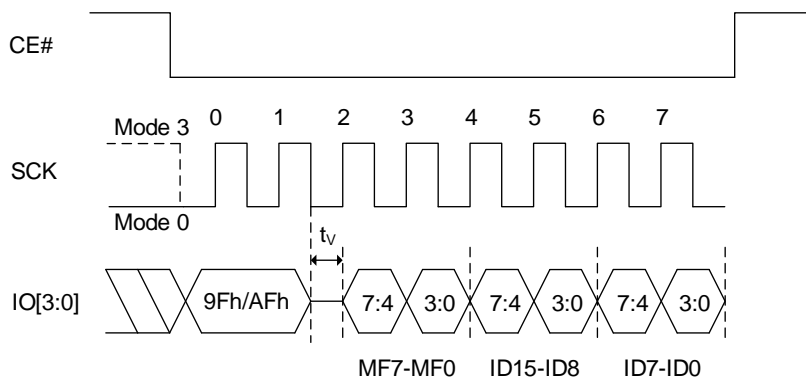 CE#
0 1 2 3 4 5 6 7
Mode 3
SCK
Mode 0
tV
IO[3:0] 9Fh/AFh 7:4 3:0 7:4 3:0 7:4 3:0
MF7-MF0 ID15-ID8 ID7-ID0